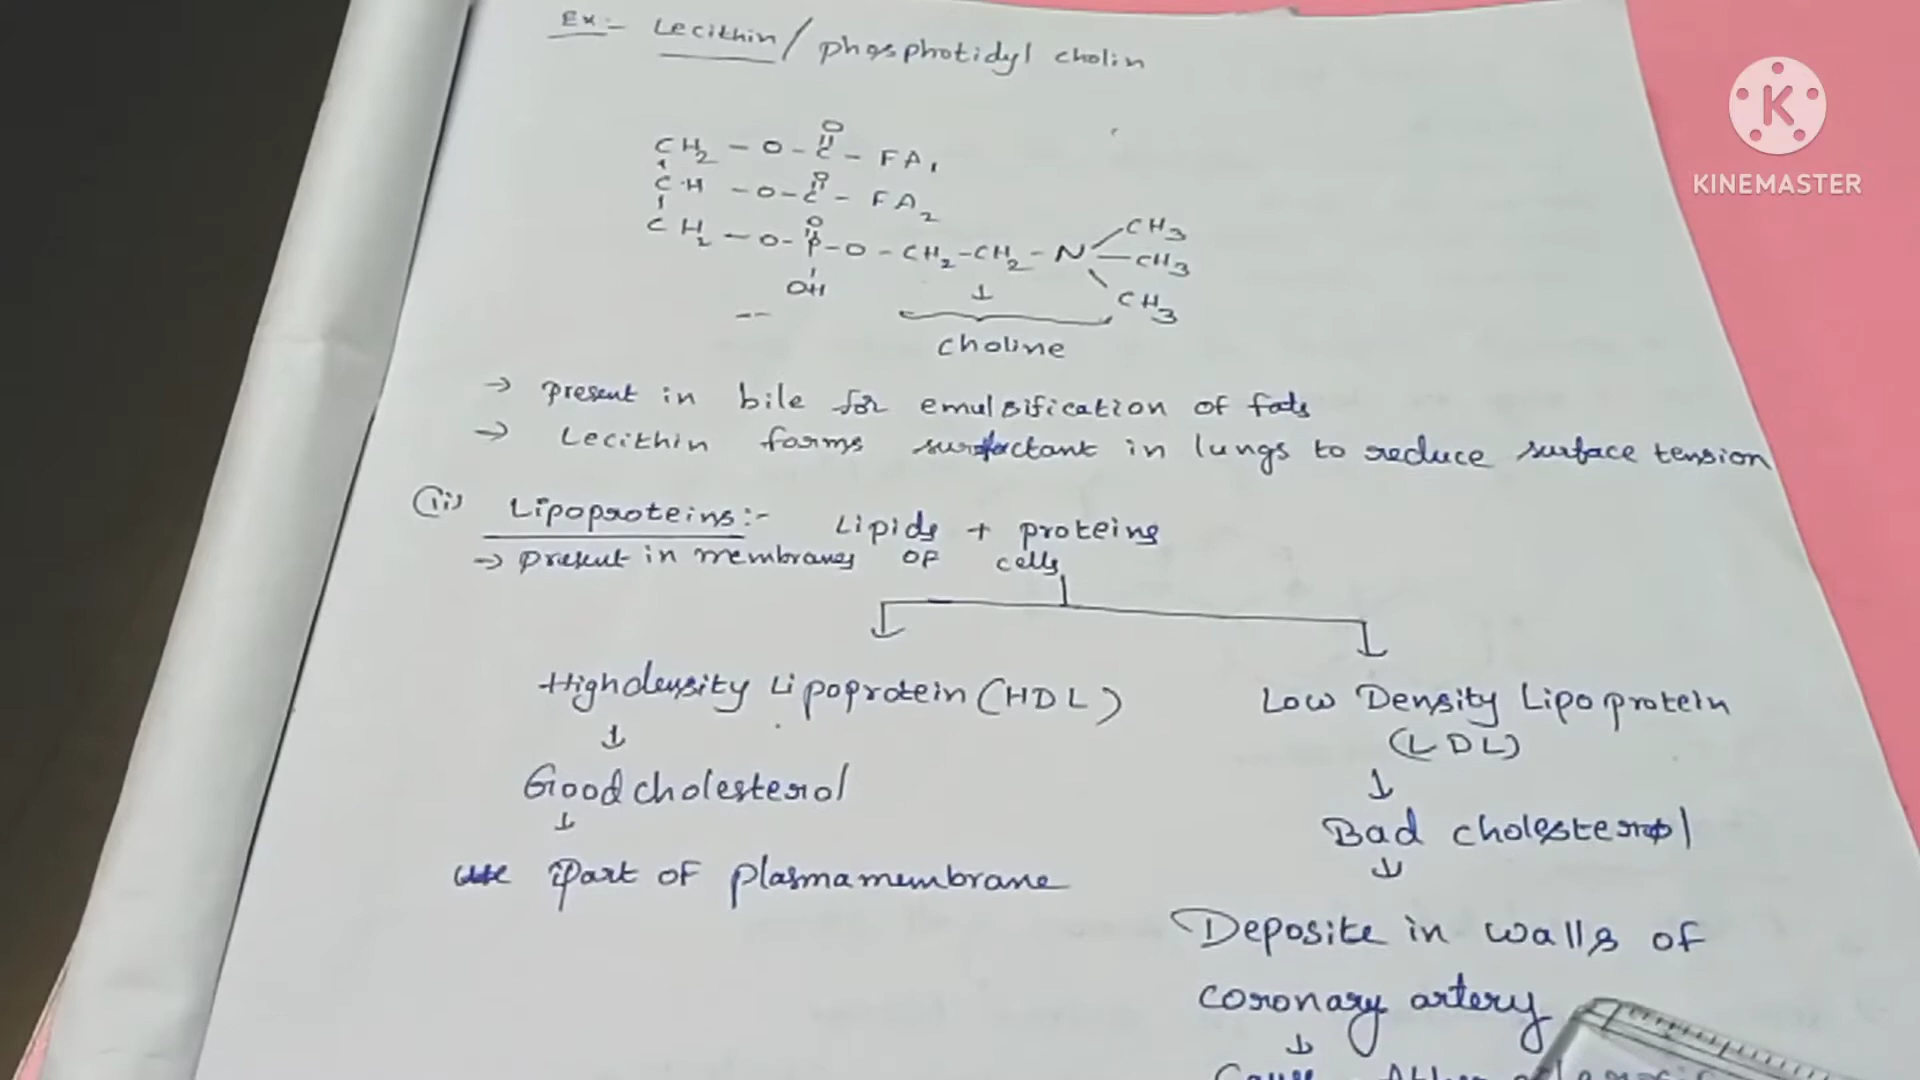 Ex:- Lecithin / phosphotidyl cholin
K
KINEMASTER
CH2 - O - C - FA1
O
CH - O - C - FA2
O
CH2 - O - P - O - CH2 - CH2 - N
O
OH
CH3
CH3
CH3
choline
→ present in bile for emulsification of fats
→ Lecithin forms surfactant in lungs to reduce surface tension
(ii) Lipoproteins:- Lipids + proteins
→ present in membranes of cells
High density Lipoprotein (HDL)
Low Density Lipoprotein
(LDL)
Good cholesterol
Bad cholesterol
Part of plasmamembrane
Deposite in walls of
coronary artery
Cause